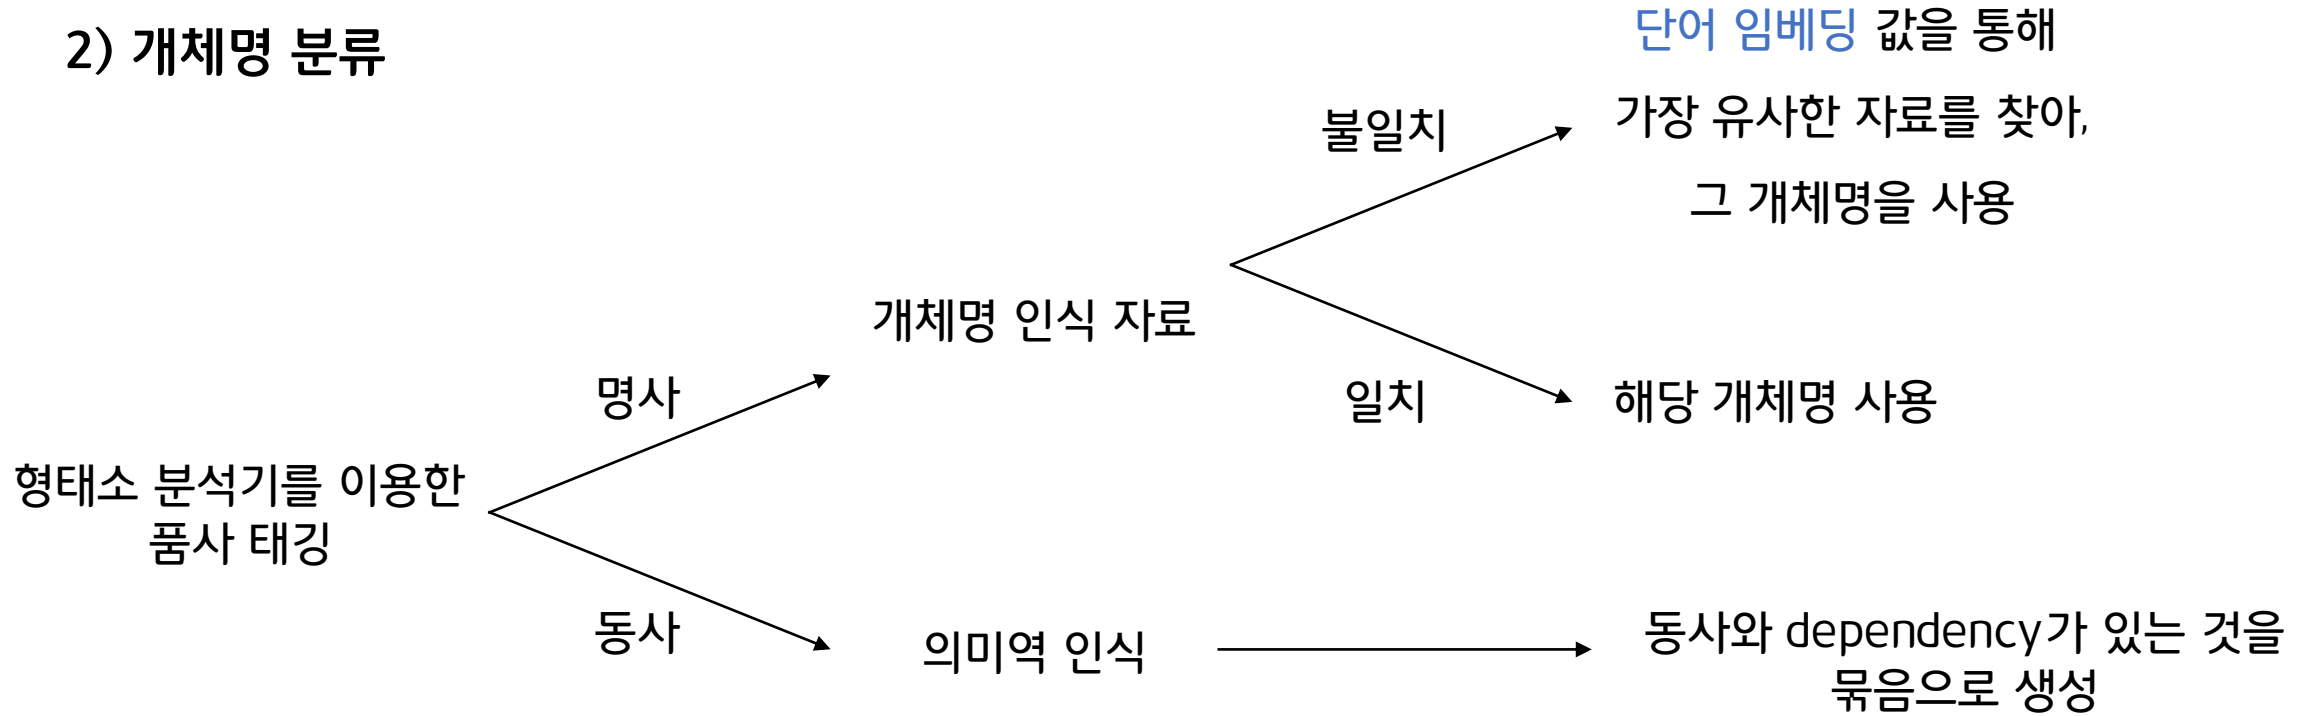 2) 개체명 분류
단어 임베딩 값을 통해
가장 유사한 자료를 찾아,
그 개체명을 사용
불일치
개체명 인식 자료
명사
일치
해당 개체명 사용
형태소 분석기를 이용한
품사 태깅
동사
의미역 인식
동사와 dependency가 있는 것을
묶음으로 생성